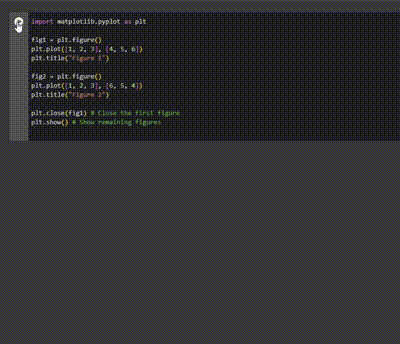 import matplotlib.pyplot as plt
fig1 = plt.figure()
plt.plot([1, 2, 3], [4, 5, 6])
plt.title("Figure 1")
fig2 = plt.figure()
plt.plot([1, 2, 3], [6, 5, 4])
plt.title("Figure 2")
plt.close(fig1) # Close the first figure
plt.show() # Show remaining figures